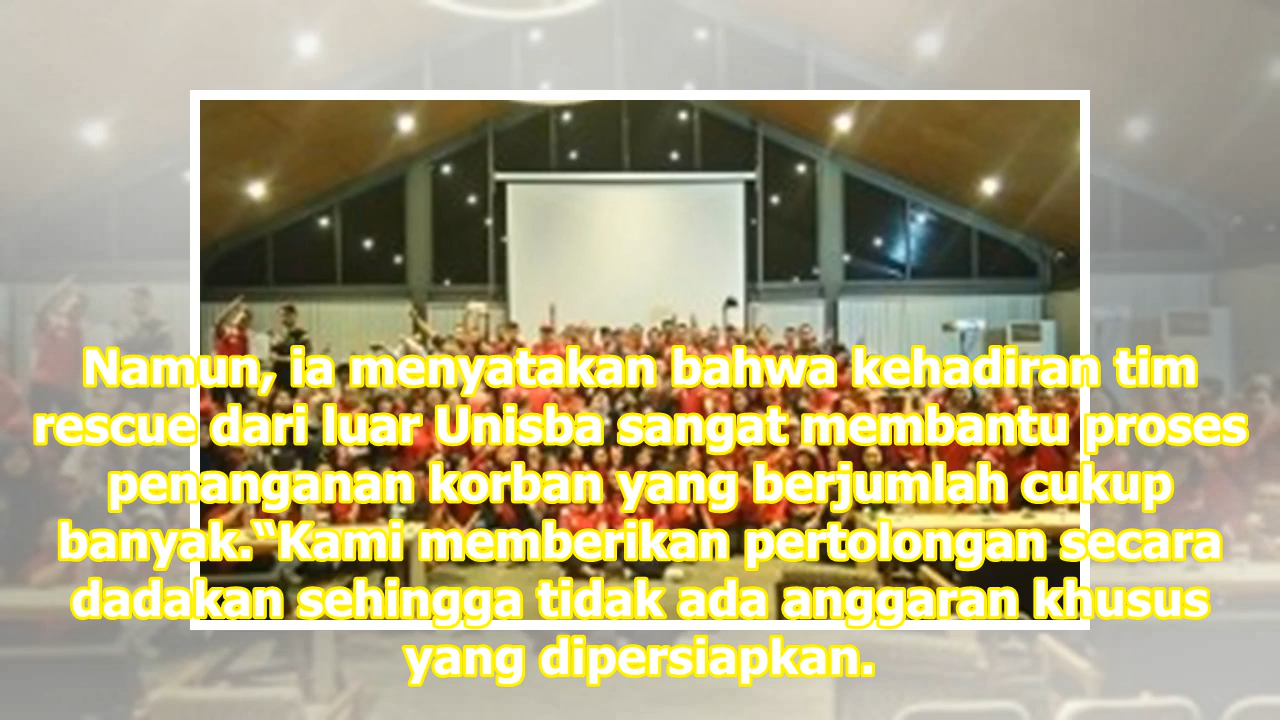 Namun, ia menyatakan bahwa kehadiran tim
rescue dari luar Unisba sangat membantu proses
penanganan korban yang berjumlah cukup
banyak.“Kami memberikan pertolongan secara
dadakan sehingga tidak ada anggaran khusus
yang dipersiapkan.